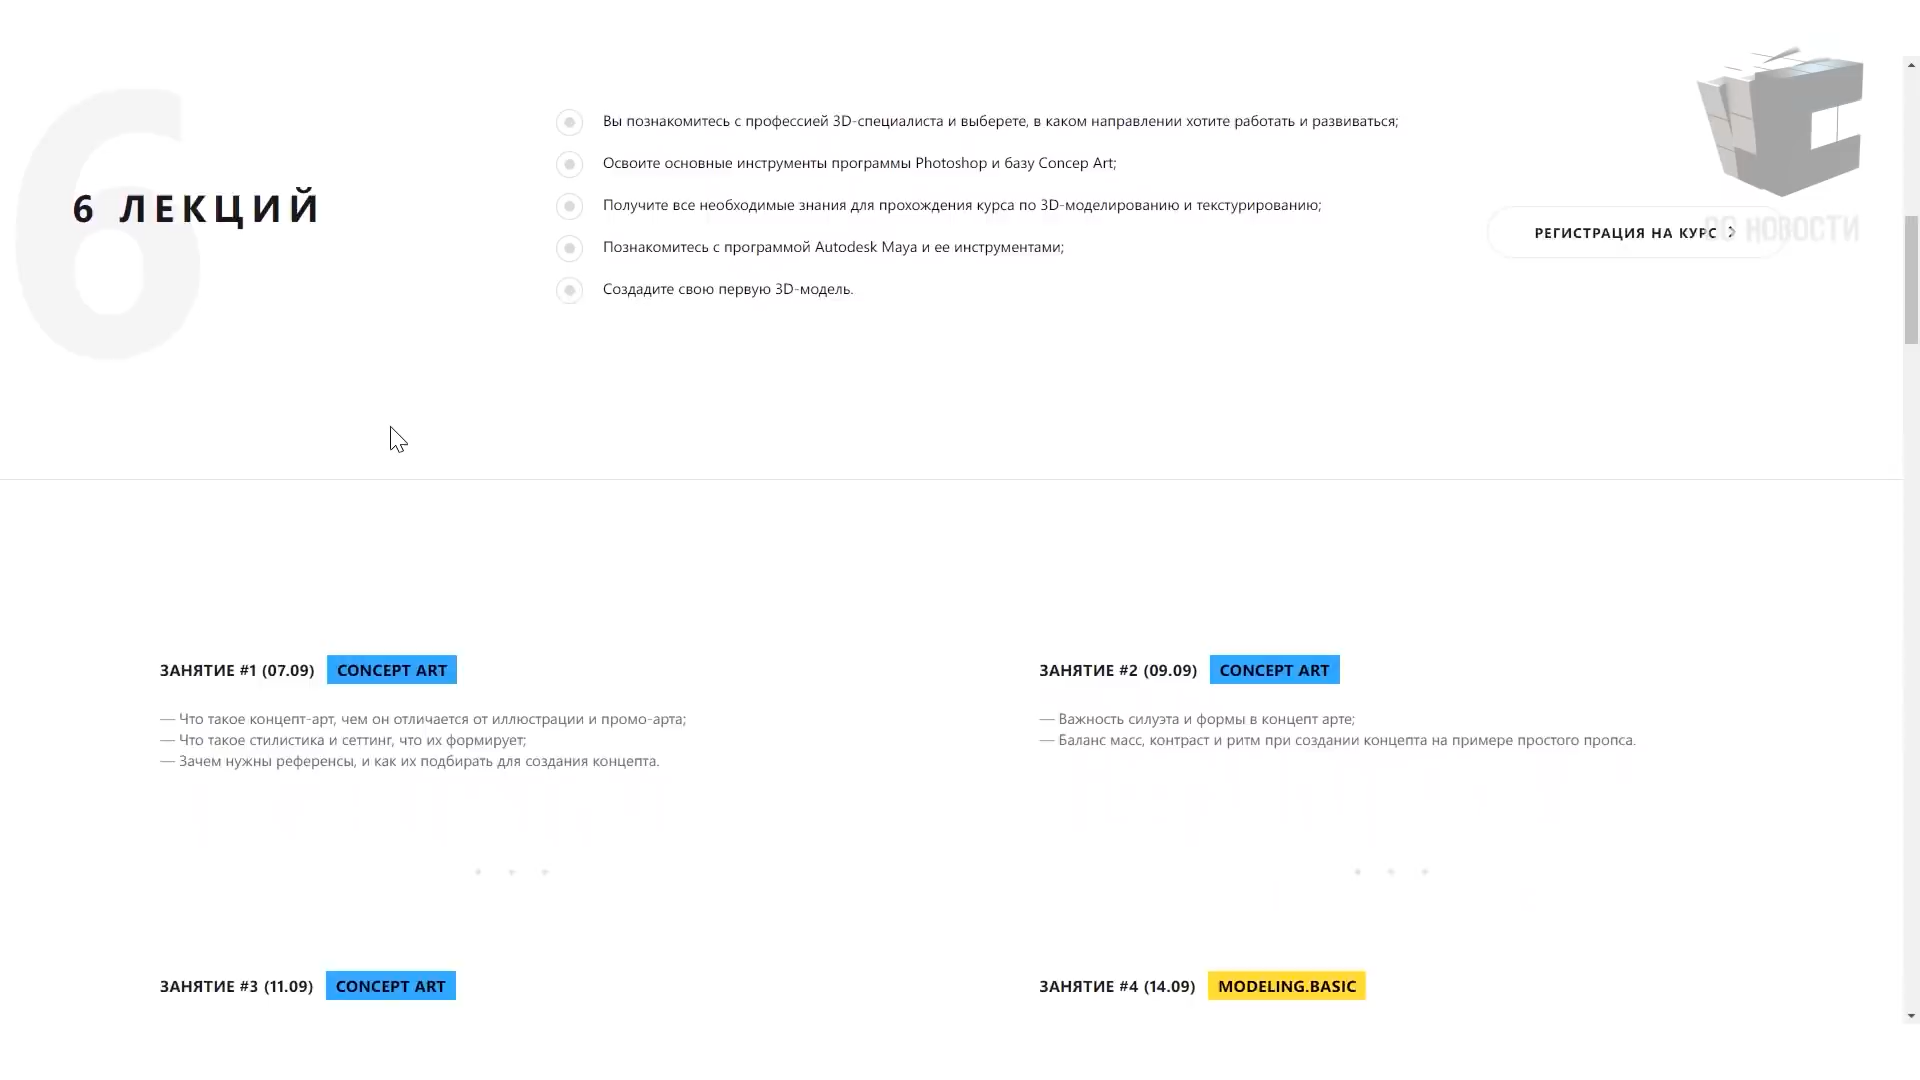 6
6 ЛЕКЦИЙ
Вы познакомитесь с профессией 3D-специалиста и выберете, в каком направлении хотите работать и развиваться;
Освоите основные инструменты программы Photoshop и базу Concep Art;
Получите все необходимые знания для прохождения курса по 3D-моделированию и текстурированию;
Познакомитесь с программой Autodesk Maya и ее инструментами;
Создадите свою первую 3D-модель.
РЕГИСТРАЦИЯ НА КУРС
CG НОВОСТИ
ЗАНЯТИЕ #1 (07.09) CONCEPT ART
— Что такое концепт-арт, чем он отличается от иллюстрации и промо-арта;
— Что такое стилистика и сеттинг, что их формирует;
— Зачем нужны референсы, и как их подбирать для создания концепта.
ЗАНЯТИЕ #2 (09.09) CONCEPT ART
— Важность силуэта и формы в концепт арте;
— Баланс масс, контраст и ритм при создании концепта на примере простого пропса.
ЗАНЯТИЕ #3 (11.09) CONCEPT ART
ЗАНЯТИЕ #4 (14.09) MODELING.BASIC